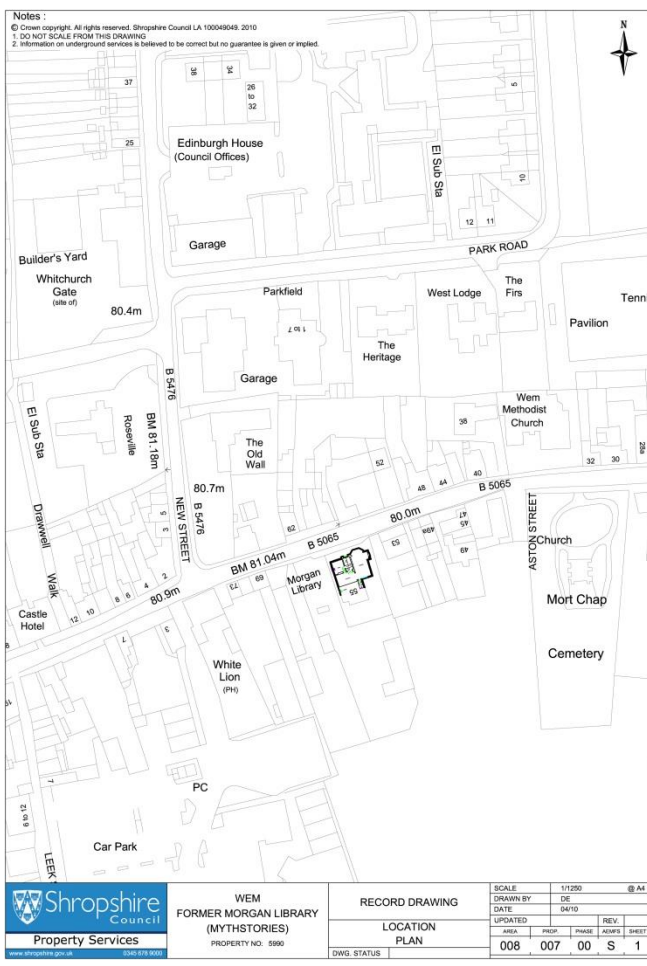 Notes :
© Crown copyright. All rights reserved. Shropshire Council LA 100049049. 2010
1. DO NOT SCALE FROM THIS DRAWING
2. Information on underground services is believed to be correct but no guarantee is given or implied.
N
38
34
26
to
32
37
25
5
Edinburgh House
(Council Offices)
El Sub Sta
10
12
11
Garage
PARK ROAD
Builder's Yard
Whitchurch
Gate
(site of)
80.4m
Parkfield
West Lodge
The
Firs
Tenni
Pavilion
1 to 7
The
Heritage
Garage
B 5476
El Sub Sta
Roseville
BM 81.18m
Wem
Methodist
Church
38
The
Old
Wall
52
32
30
28a
48
44
40
80.7m
B 5065
Drawwell
Walk
NEW STREET
B 5476
5
3
62
80.0m
47
45
49a
53
49
ASTON STREET
Church
B 5065
BM 81.04m
Morgan
Library
55
69
73
80.9m
2
4
6
8
10
12
Castle
Hotel
Mort Chap
Cemetery
7
3
White
Lion
(PH)
PC
7
6 to 12
Car Park
LEEK
Shropshire
Council
Property Services
www.shropshire.gov.uk
0345 678 9000
WEM
FORMER MORGAN LIBRARY
(MYTHSTORIES)
PROPERTY NO: 5990
RECORD DRAWING
LOCATION
PLAN
DWG. STATUS
SCALE 1/1250 @ A4
DRAWN BY DE
DATE 04/10
UPDATED REV.
AREA PROP. PHASE AEMFS SHEET
008 007 00 S 1